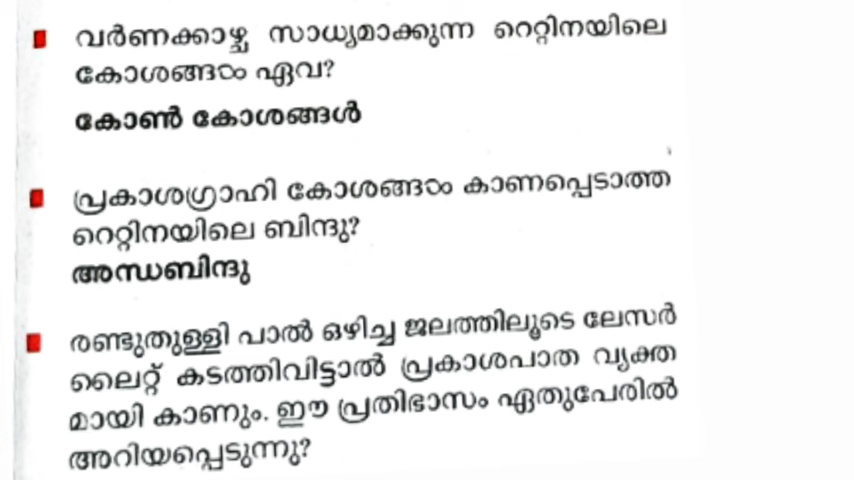 വർണക്കാഴ്ച സാധ്യമാക്കുന്ന റെറ്റിനയിലെ
കോശങ്ങൾ ഏവ?
കോൺ കോശങ്ങൾ
പ്രകാശഗ്രാഹി കോശങ്ങൾ കാണപ്പെടാത്ത
റെറ്റിനയിലെ ബിന്ദു?
അന്ധബിന്ദു
രണ്ടുതുള്ളി പാൽ ഒഴിച്ച ജലത്തിലൂടെ ലേസർ
ലൈറ്റ് കടത്തിവിട്ടാൽ പ്രകാശപാത വ്യക്ത
മായി കാണും. ഈ പ്രതിഭാസം ഏതുപേരിൽ
അറിയപ്പെടുന്നു?